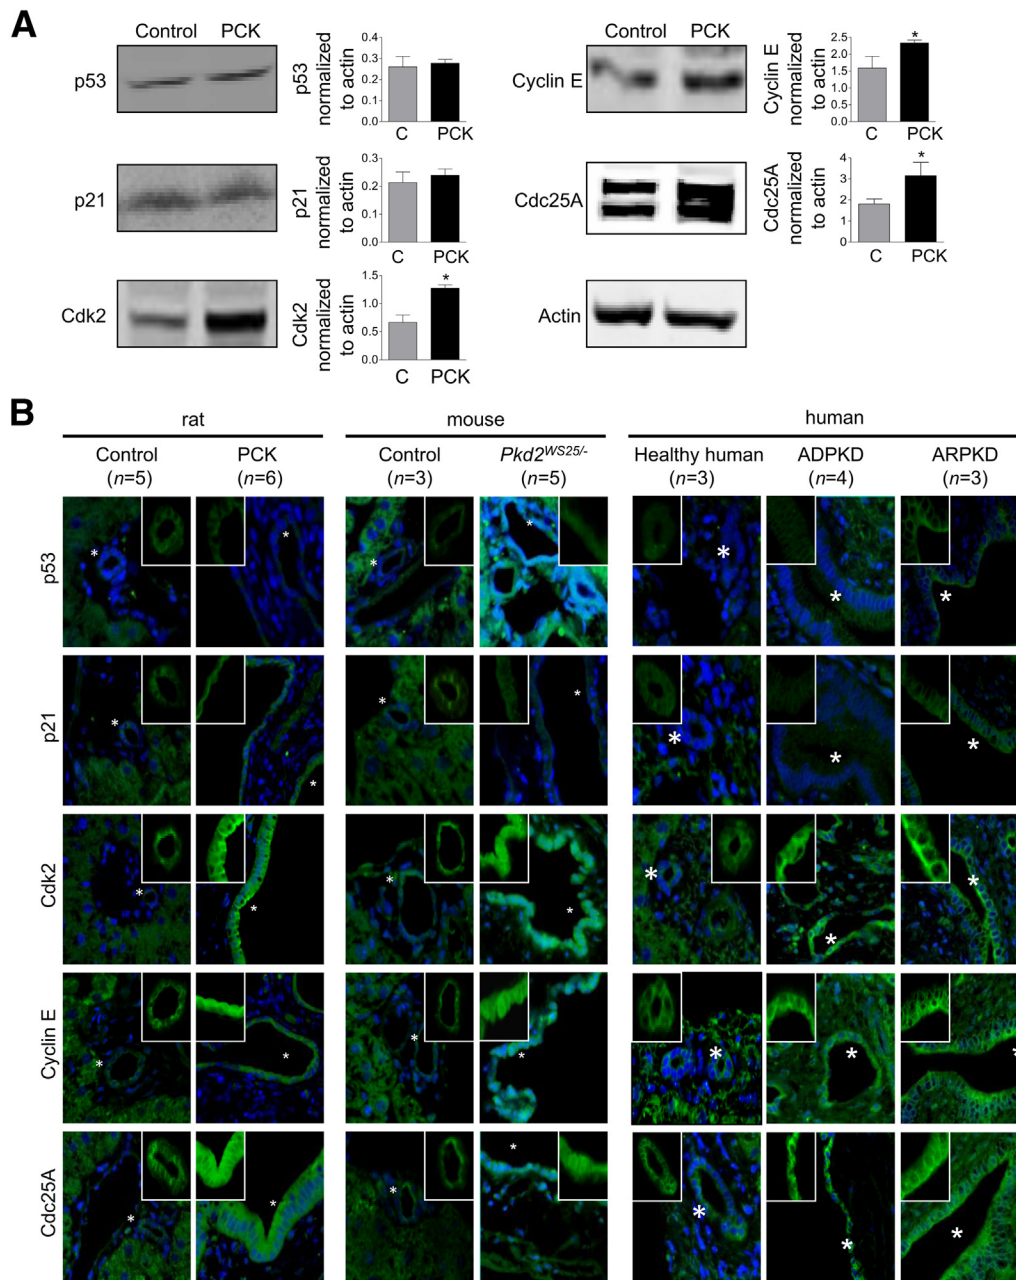 A
Control PCK
p53
p53
normalized
to actin
0.4
0.3
0.2
0.1
0.0
C PCK
Control PCK
Cyclin E
Cyclin E
normalized
to actin
2.5
2.0
1.5
1.0
0.5
0.0
*
C PCK
p21
p21
normalized
to actin
0.3
0.2
0.1
0.0
C PCK
Cdc25A
Cdc25A
normalized
to actin
4
3
2
1
0
*
C PCK
Cdk2
Cdk2
normalized
to actin
1.5
1.0
0.5
0.0
*
C PCK
Actin
B
rat mouse human
Control PCK Control Pkd2WS25/- Healthy human ADPKD ARPKD
(n=5) (n=6) (n=3) (n=5) (n=3) (n=4) (n=3)
p53
* * * * * * *
p21
* * * * * * *
Cdk2
* * * * * * *
Cyclin E
* * * * * * *
Cdc25A
* * * * * * *